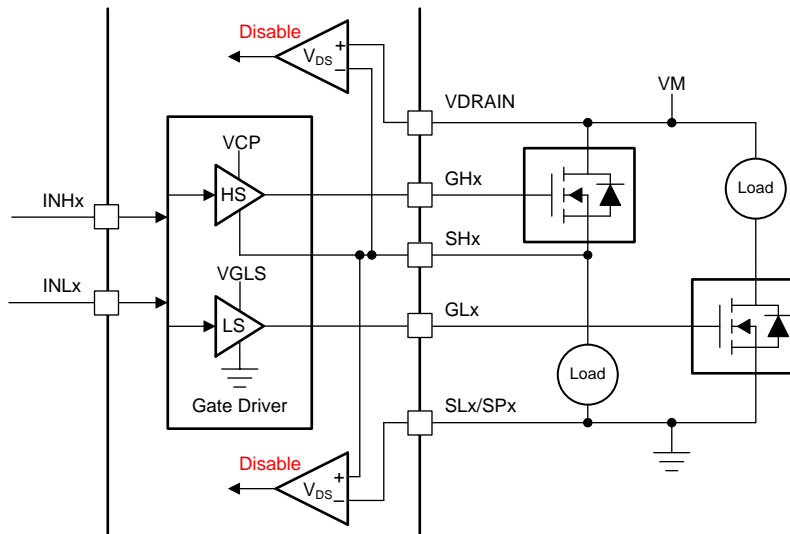 Disable
VDS
+
–
VDRAIN
VM
VCP
HS
GHx
Load
INHx
SHx
VGLS
INLx
LS
GLx
Load
Gate Driver
SLx/SPx
Disable
VDS
+
–